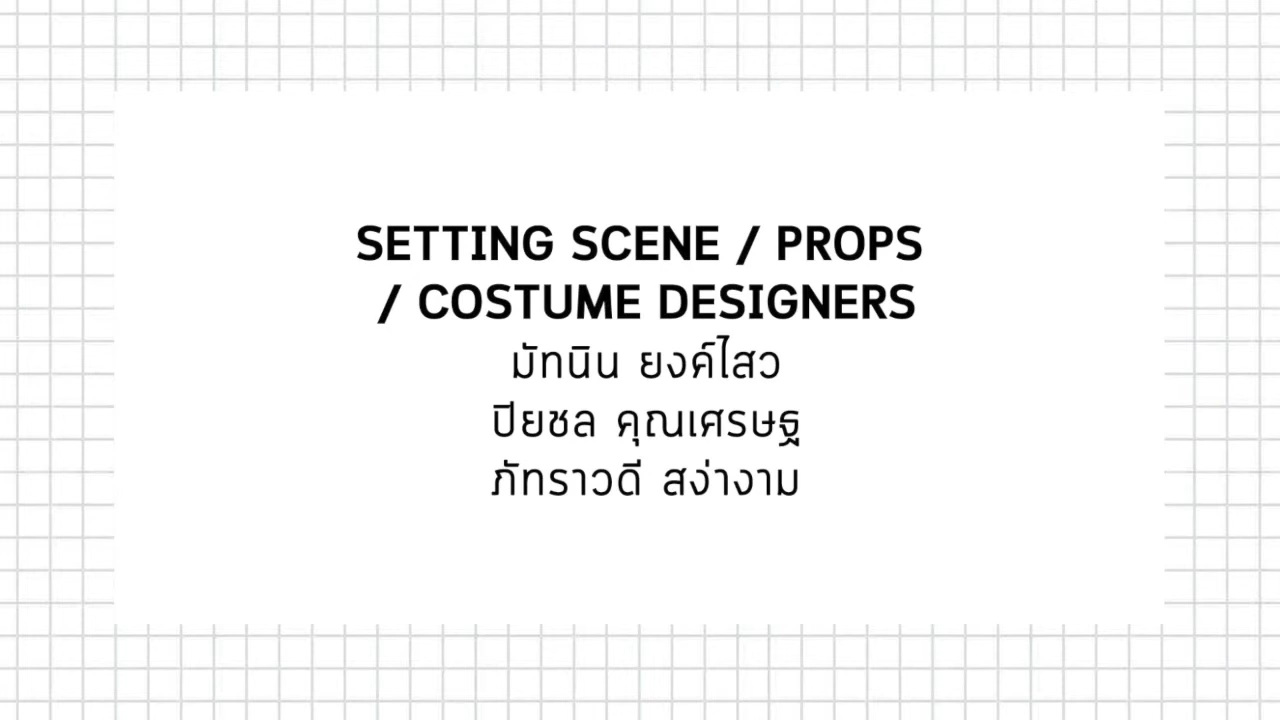 SETTING SCENE / PROPS
/ COSTUME DESIGNERS
มัทนิน ยงค์ไสว
ปิยชล คุณเศรษฐ
ภัทราวดี สง่างาม